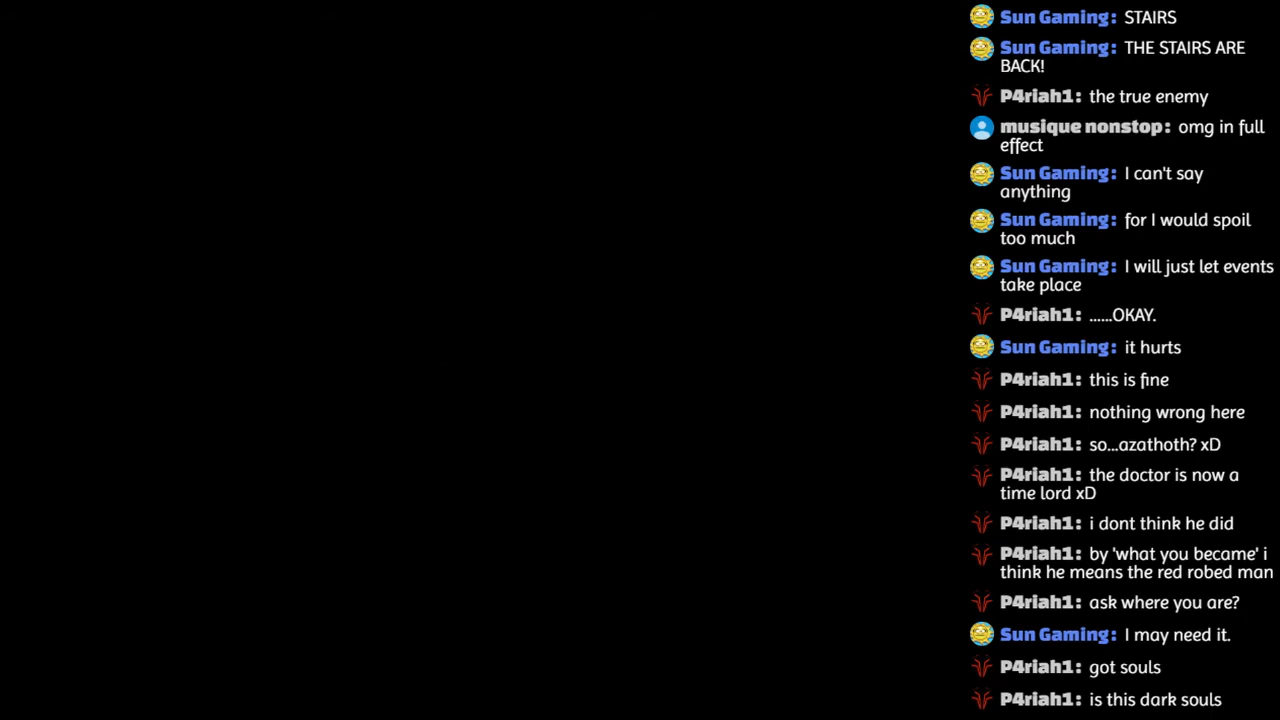 Sun Gaming: STAIRS
Sun Gaming: THE STAIRS ARE
BACK!
P4riah1: the true enemy
musique nonstop: omg in full
effect
Sun Gaming: I can't say
anything
Sun Gaming: for I would spoil
too much
Sun Gaming: I will just let events
take place
P4riah1: ......OKAY.
Sun Gaming: it hurts
P4riah1: this is fine
P4riah1: nothing wrong here
P4riah1: so...azathoth? xD
P4riah1: the doctor is now a
time lord xD
P4riah1: i dont think he did
P4riah1: by 'what you became' i
think he means the red robed man
P4riah1: ask where you are?
Sun Gaming: I may need it.
P4riah1: got souls
P4riah1: is this dark souls